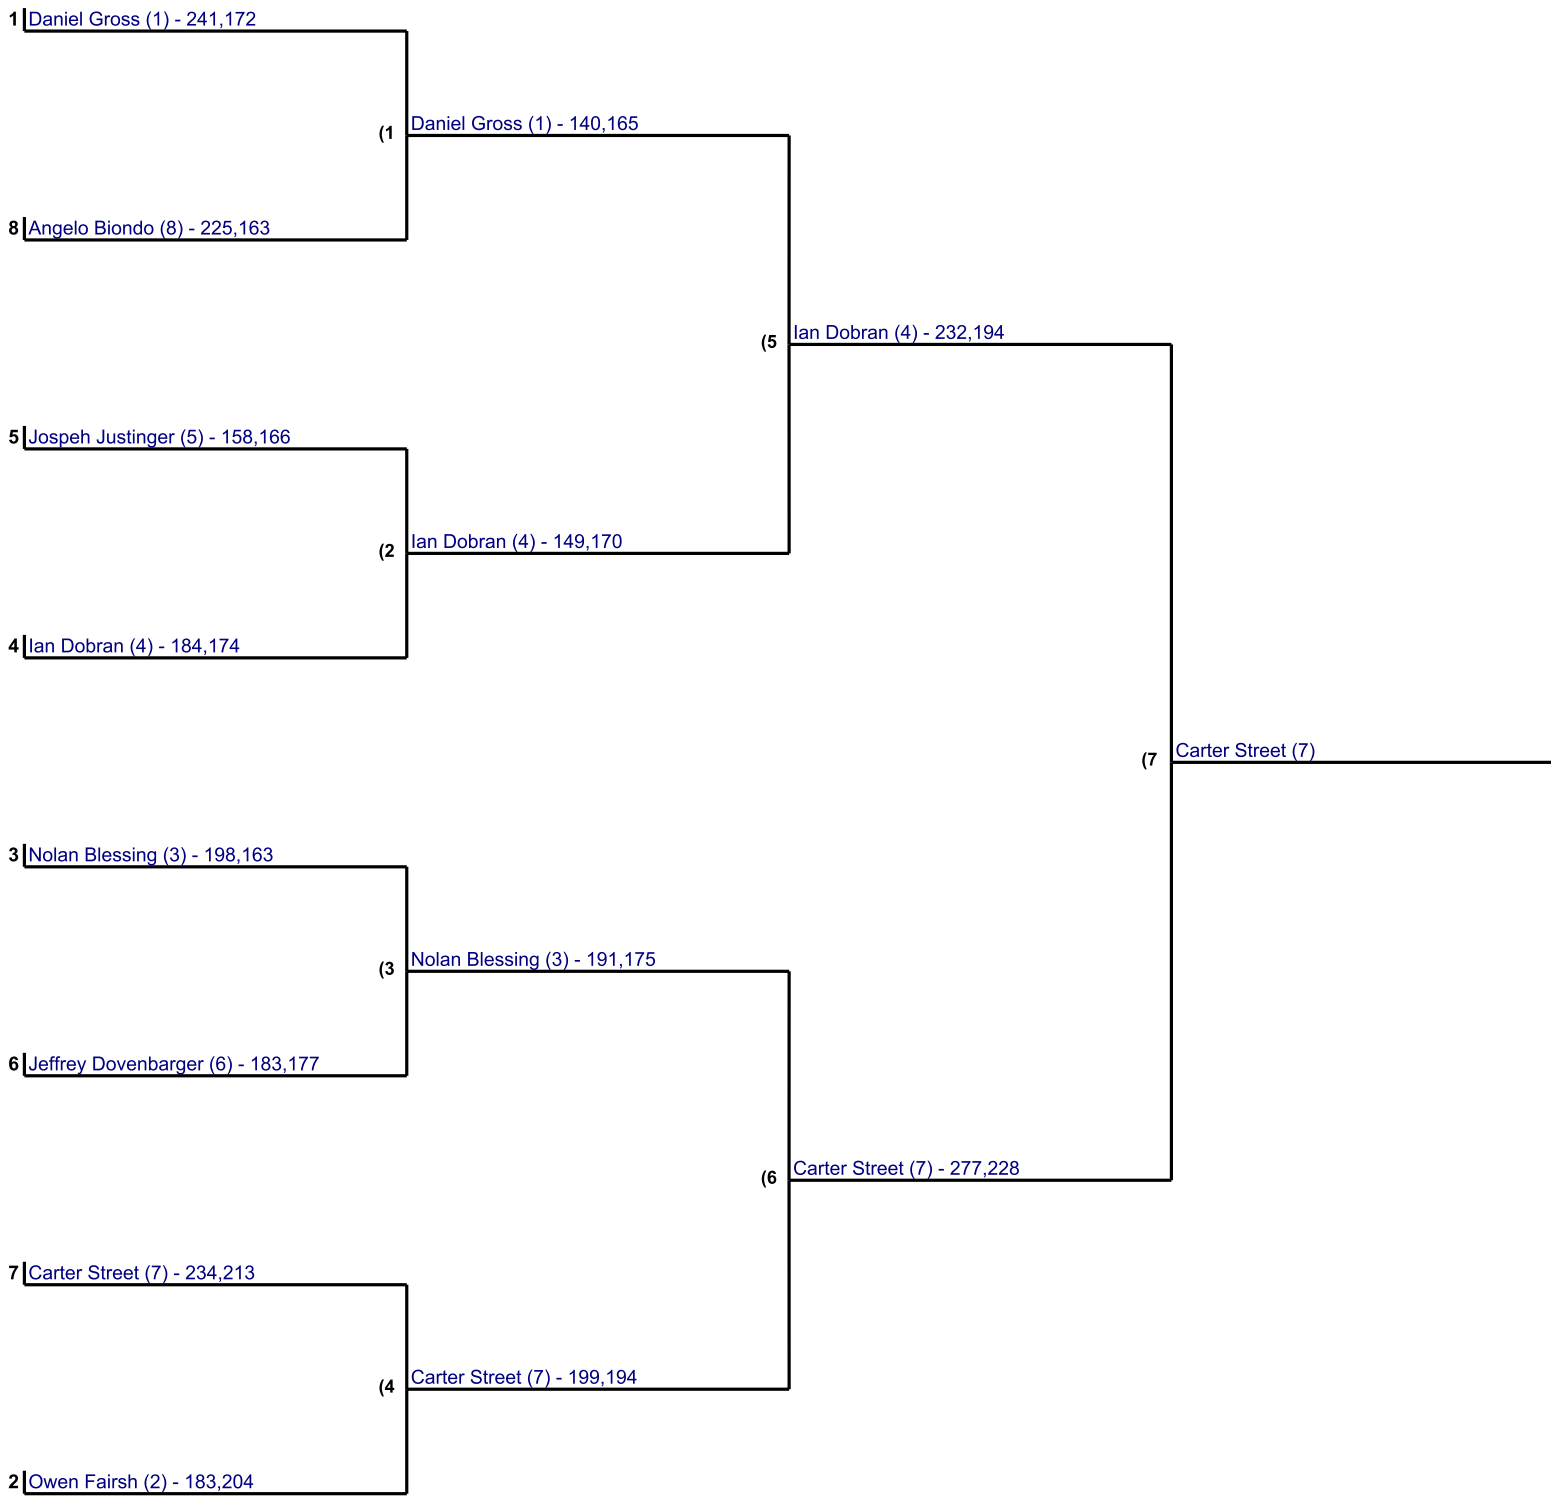 1 Daniel Gross (1) - 241,172
(1 Daniel Gross (1) - 140,165
8 Angelo Biondo (8) - 225,163
(5 Ian Dobran (4) - 232,194
5 Jospeh Justinger (5) - 158,166
(2 Ian Dobran (4) - 149,170
4 Ian Dobran (4) - 184,174
(7 Carter Street (7)
3 Nolan Blessing (3) - 198,163
(3 Nolan Blessing (3) - 191,175
6 Jeffrey Dovenbarger (6) - 183,177
(6 Carter Street (7) - 277,228
7 Carter Street (7) - 234,213
(4 Carter Street (7) - 199,194
2 Owen Fairsh (2) - 183,204